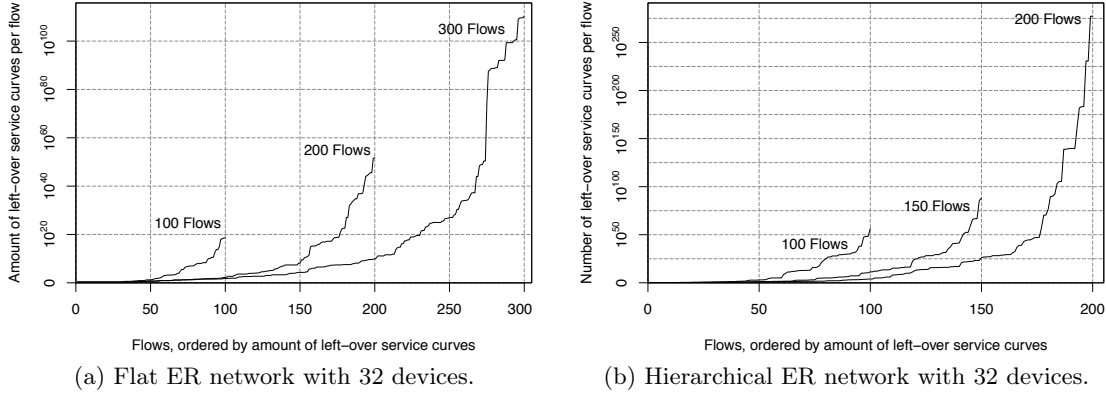 Amount of left−over service curves per flow
10^100
10^80
10^60
10^40
10^20
0
300 Flows
200 Flows
100 Flows
0 50 100 150 200 250 300
Flows, ordered by amount of left−over service curves
(a) Flat ER network with 32 devices.
Number of left−over service curves per flow
10^250
10^200
10^150
10^100
10^50
0
200 Flows
150 Flows
100 Flows
0 50 100 150 200
Flows, ordered by amount of left−over service curves
(b) Hierarchical ER network with 32 devices.